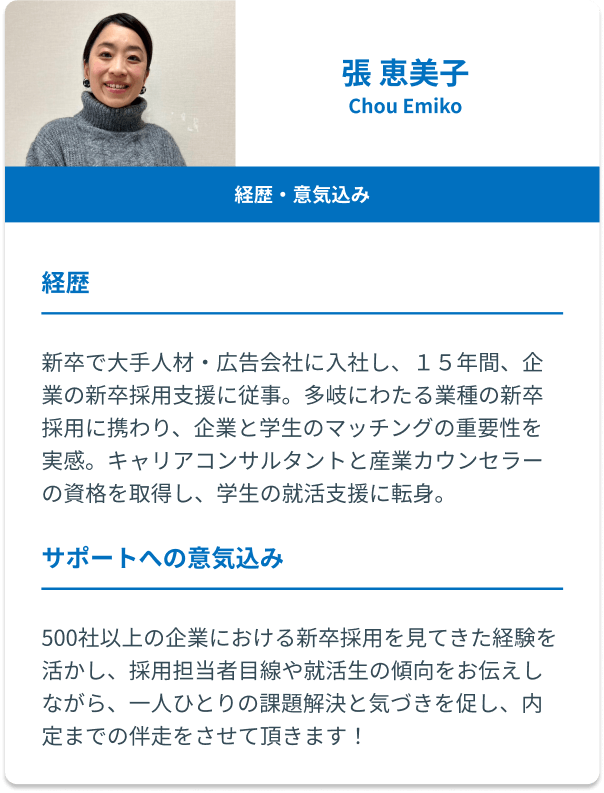 張 恵美子
Chou Emiko
経歴・意気込み
経歴
新卒で大手人材・広告会社に入社し、１５年間、企
業の新卒採用支援に従事。多岐にわたる業種の新卒
採用に携わり、企業と学生のマッチングの重要性を
実感。キャリアコンサルタントと産業カウンセラー
の資格を取得し、学生の就活支援に転身。
サポートへの意気込み
500社以上の企業における新卒採用を見てきた経験を
活かし、採用担当者目線や就活生の傾向をお伝えし
ながら、一人ひとりの課題解決と気づきを促し、内
定までの伴走をさせて頂きます！